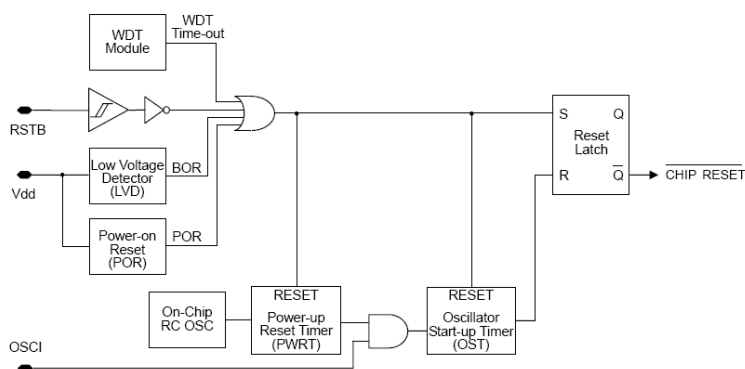 WDT
Module
WDT
Time-out
RSTB
Low Voltage
Detector
(LVD)
BOR
Vdd
Power-on
Reset
(POR)
POR
S
Q
Reset
Latch
R
Q
CHIP RESET
On-Chip
RC OSC
RESET
Power-up
Reset Timer
(PWRT)
RESET
Oscillator
Start-up Timer
(OST)
OSCI